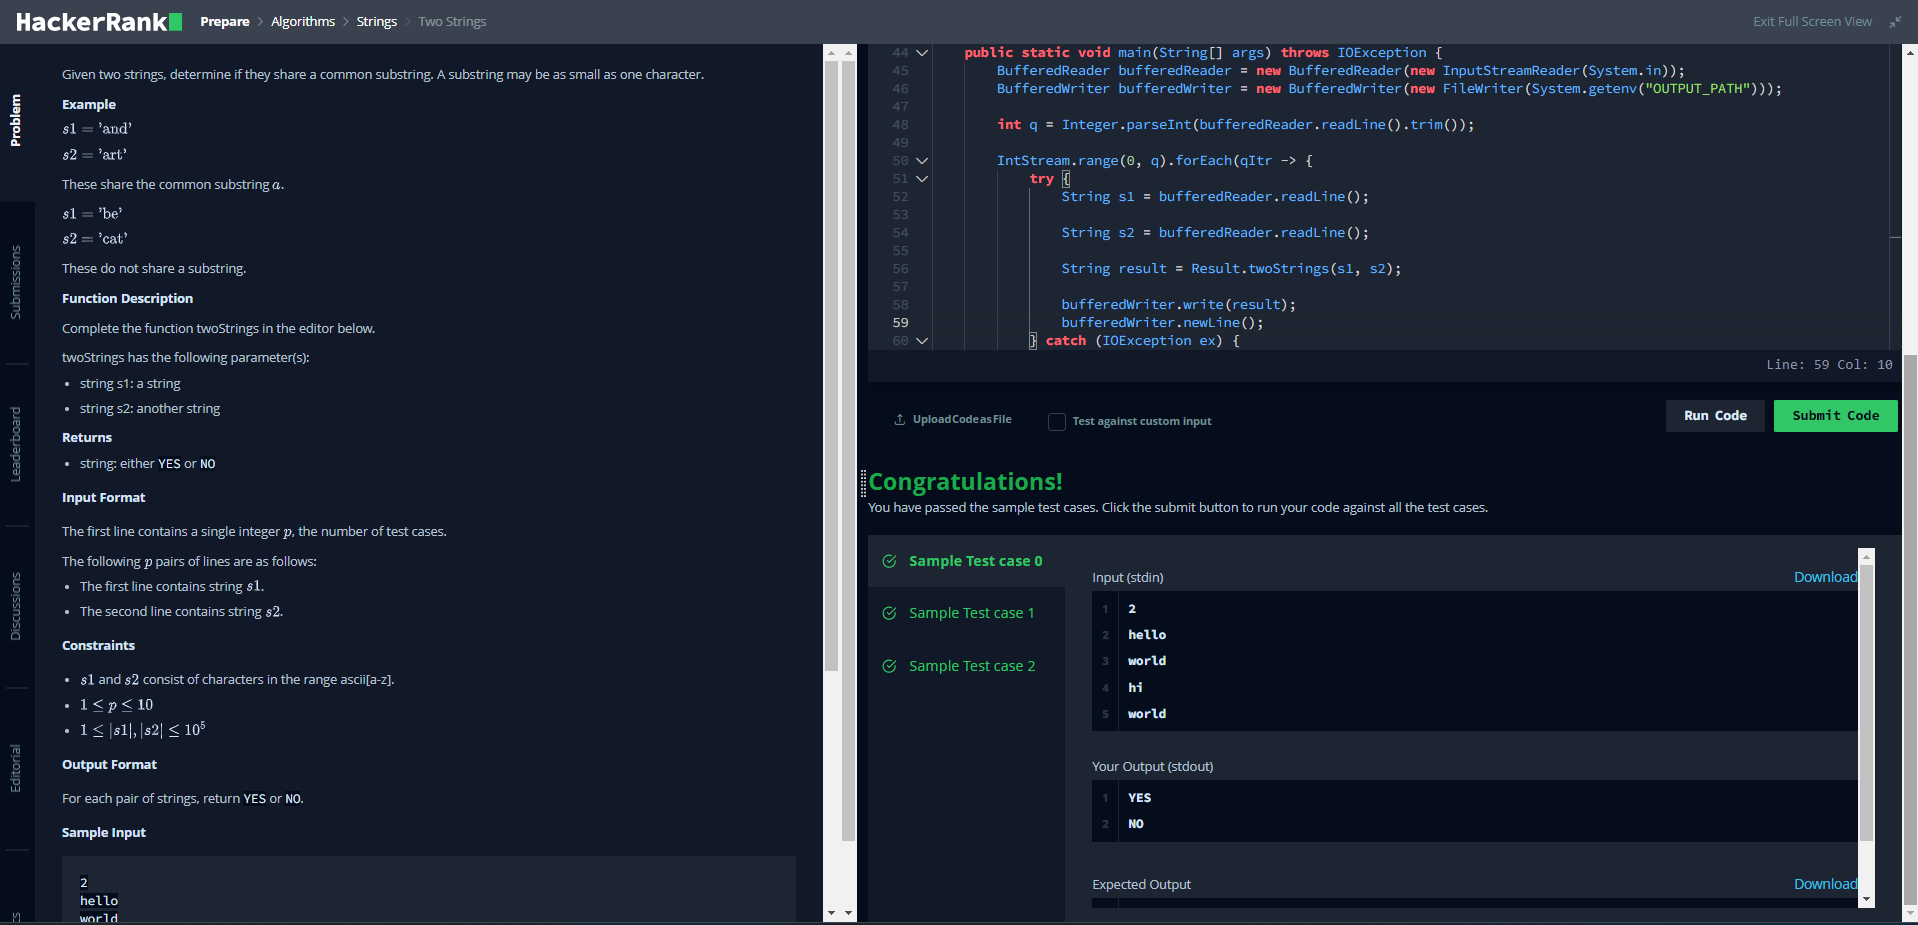 HackerRank
Prepare > Algorithms > Strings > Two Strings
Exit Full Screen View
Problem
Submissions
Leaderboard
Discussions
Editorial
Given two strings, determine if they share a common substring. A substring may be as small as one character.
Example
s1 = 'and'
s2 = 'art'
These share the common substring a.
s1 = 'be'
s2 = 'cat'
These do not share a substring.
Function Description
Complete the function twoStrings in the editor below.
twoStrings has the following parameter(s):
• string s1: a string
• string s2: another string
Returns
• string: either YES or NO
Input Format
The first line contains a single integer p, the number of test cases.
The following p pairs of lines are as follows:
• The first line contains string s1.
• The second line contains string s2.
Constraints
• s1 and s2 consist of characters in the range ascii[a-z].
• 1 ≤ p ≤ 10
• 1 ≤ |s1|, |s2| ≤ 10⁵
Output Format
For each pair of strings, return YES or NO.
Sample Input
2
hello
world
44 public static void main(String[] args) throws IOException {
45 BufferedReader bufferedReader = new BufferedReader(new InputStreamReader(System.in));
46 BufferedWriter bufferedWriter = new BufferedWriter(new FileWriter(System.getenv("OUTPUT_PATH")));
47
48 int q = Integer.parseInt(bufferedReader.readLine().trim());
49
50 IntStream.range(0, q).forEach(qItr -> {
51 try {
52 String s1 = bufferedReader.readLine();
53
54 String s2 = bufferedReader.readLine();
55
56 String result = Result.twoStrings(s1, s2);
57
58 bufferedWriter.write(result);
59 bufferedWriter.newLine();
60 } catch (IOException ex) {
Line: 59 Col: 10
Upload Code as File
Test against custom input
Run Code
Submit Code
Congratulations!
You have passed the sample test cases. Click the submit button to run your code against all the test cases.
Sample Test case 0
Sample Test case 1
Sample Test case 2
Input (stdin)
Download
1 2
2 hello
3 world
4 hi
5 world
Your Output (stdout)
1 YES
2 NO
Expected Output
Download